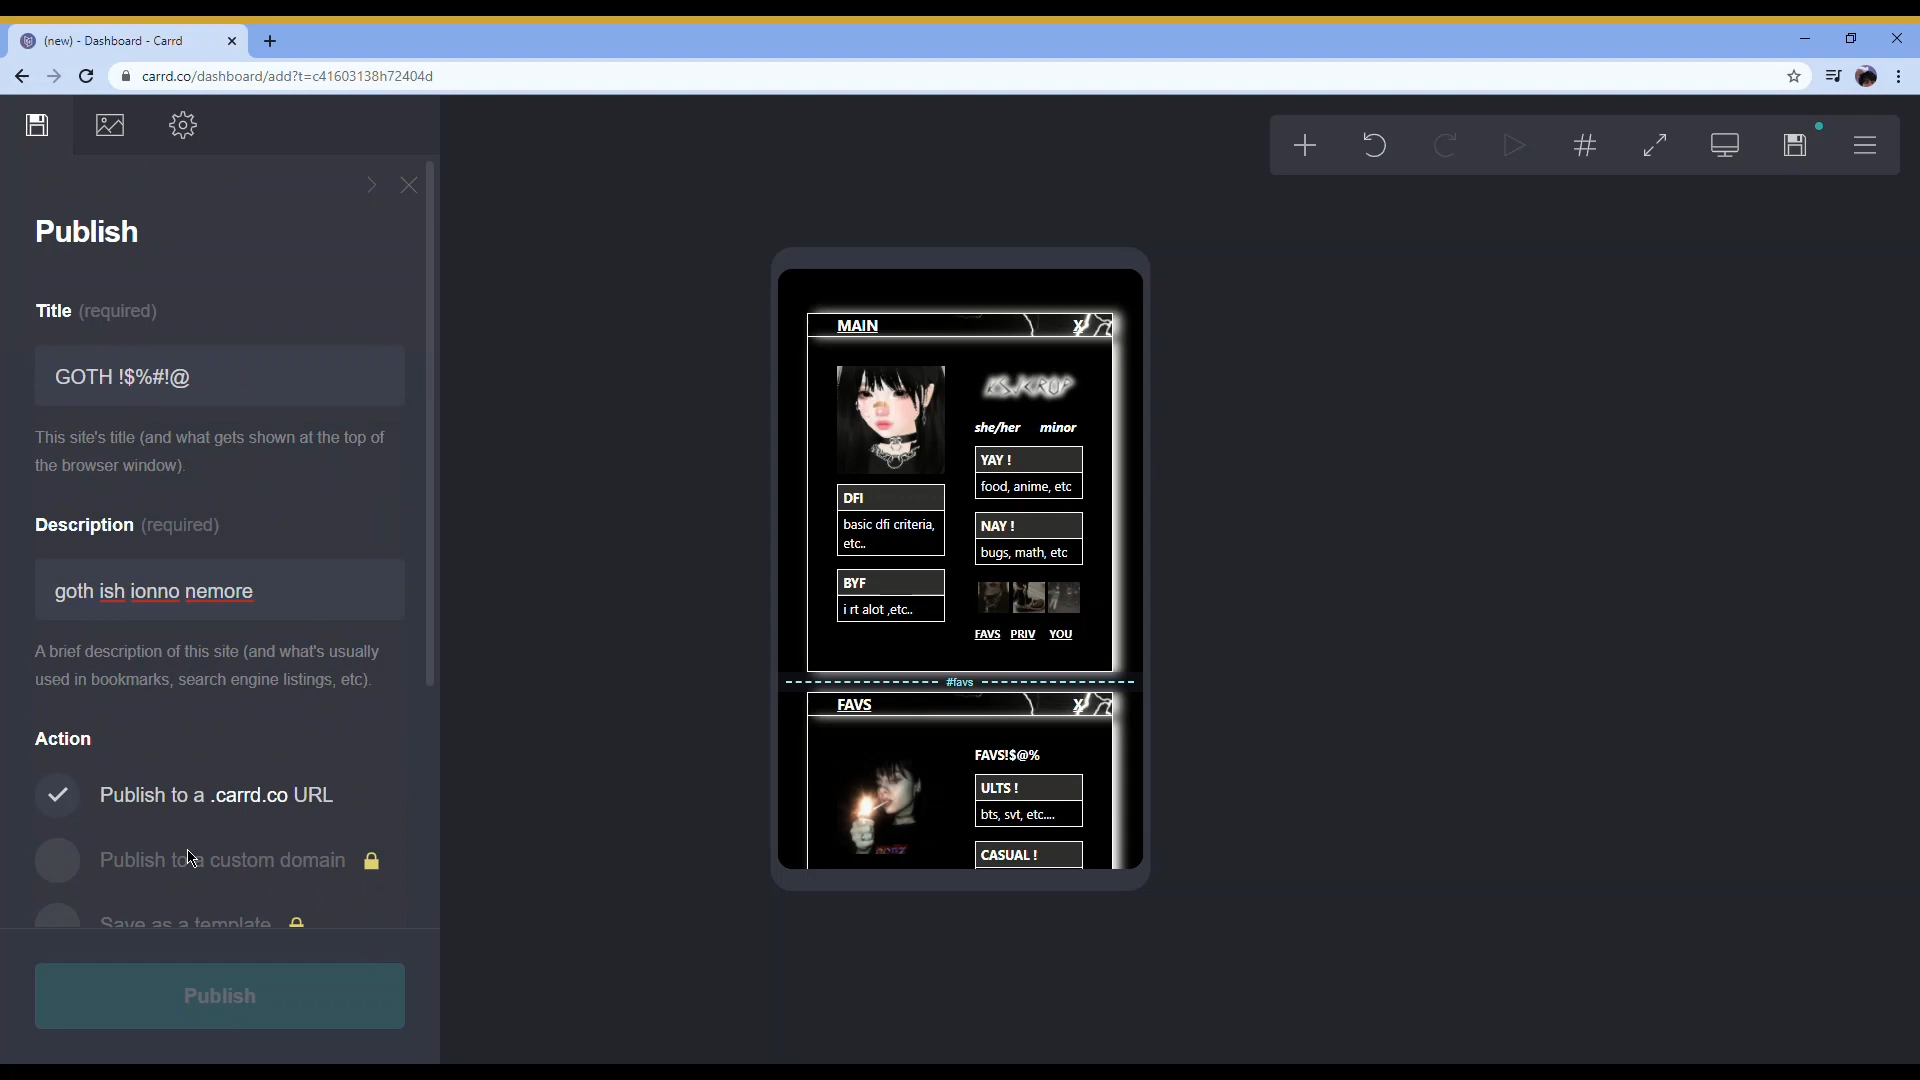 (new) - Dashboard - Carrd
carrd.co/dashboard/add?t=c41603138h72404d
Publish
Title (required)
GOTH !$%#!@
This site's title (and what gets shown at the top of
the browser window).
Description (required)
goth ish ionno nemore
A brief description of this site (and what's usually
used in bookmarks, search engine listings, etc).
Action
Publish to a .carrd.co URL
Publish to a custom domain
Save as a template
Publish
MAIN
X
she/her minor
YAY !
food, anime, etc
DFI
basic dfi criteria,
etc..
NAY !
bugs, math, etc
BYF
i rt alot ,etc..
FAVS PRIV YOU
#favs
FAVS
X
FAVS!$@%
ULTS !
bts, svt, etc....
CASUAL !